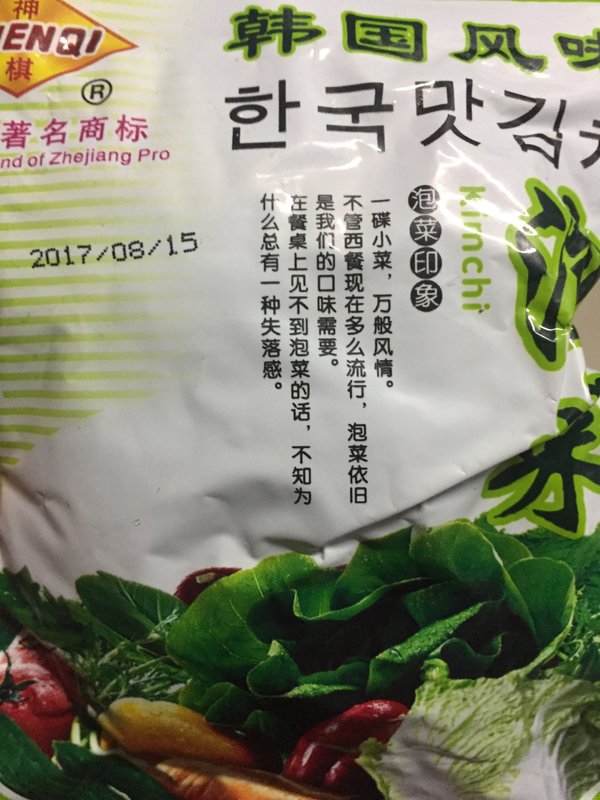 神
ENQI
棋
®
著名商标
nd of Zhejiang Pro
韩国风味
한국맛김치
2017/08/15
Kimchi
泡菜
泡菜印象
一碟小菜，万般风情。
不管西餐现在多么流行，泡菜依旧
是我们的口味需要。
在餐桌上见不到泡菜的话，不知为
什么总有一种失落感。